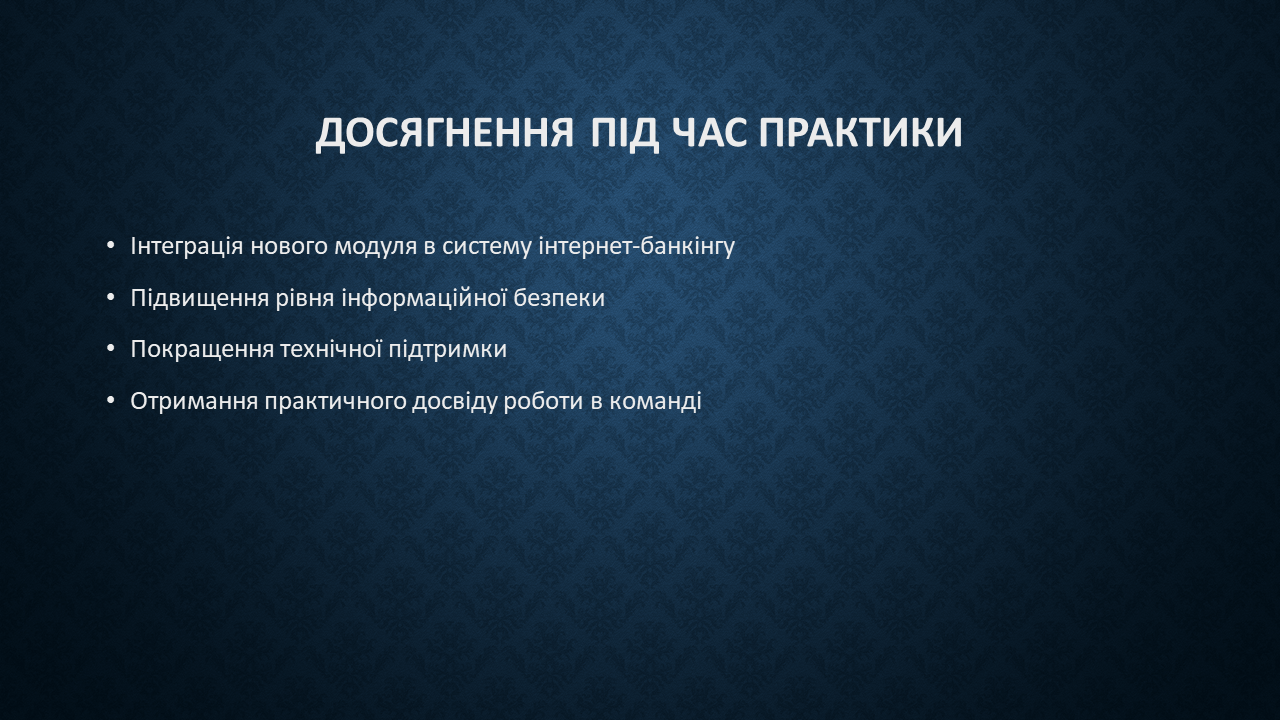 ДОСЯГНЕННЯ ПІД ЧАС ПРАКТИКИ
• Інтеграція нового модуля в систему інтернет-банкінгу
• Підвищення рівня інформаційної безпеки
• Покращення технічної підтримки
• Отримання практичного досвіду роботи в команді